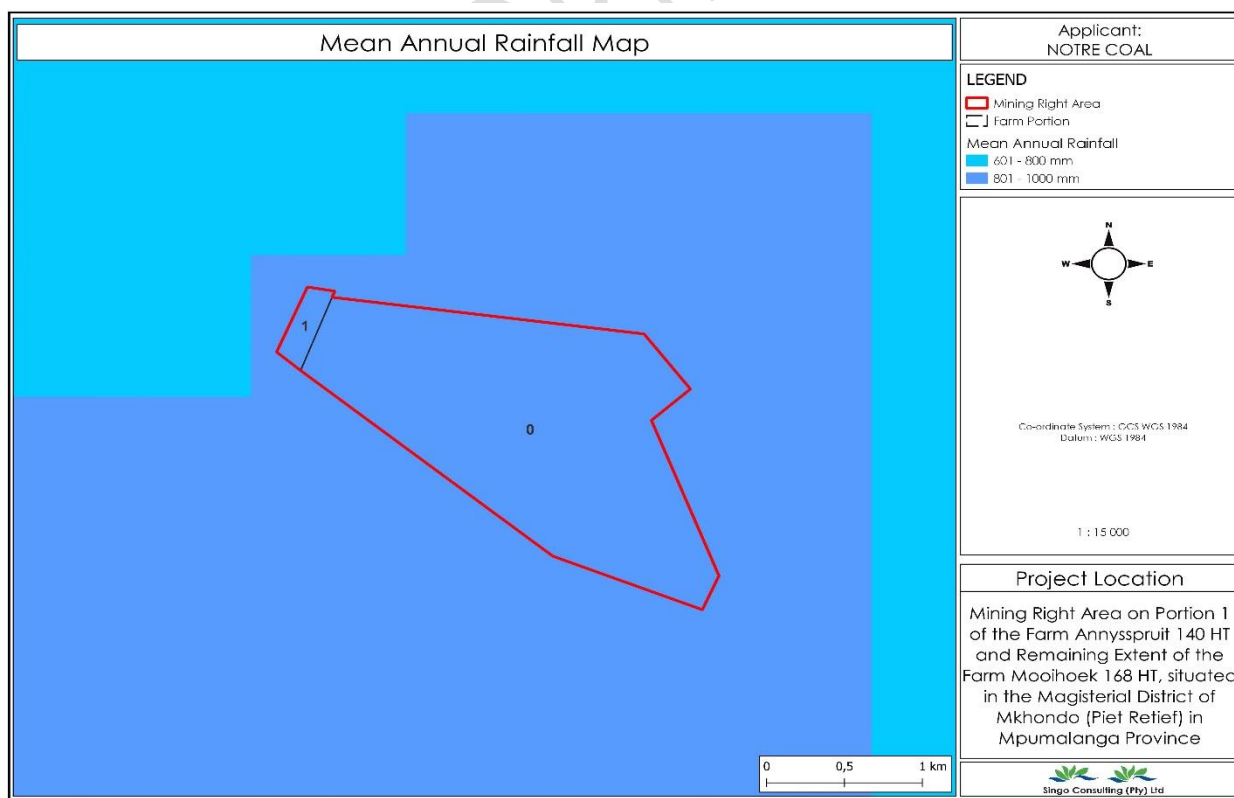 Mean Annual Rainfall Map
1
0
0 0,5 1 km
Applicant:
NOTRE COAL
LEGEND
Mining Right Area
Farm Portion
Mean Annual Rainfall
601 - 800 mm
801 - 1000 mm
N
W E
S
Co-ordinate System : GCS WGS 1984
Datum : WGS 1984
1 : 15 000
Project Location
Mining Right Area on Portion 1
of the Farm Annysspruit 140 HT
and Remaining Extent of the
Farm Mooihoek 168 HT, situated
in the Magisterial District of
Mkhondo (Piet Retief) in
Mpumalanga Province
Singo Consulting (Pty) Ltd